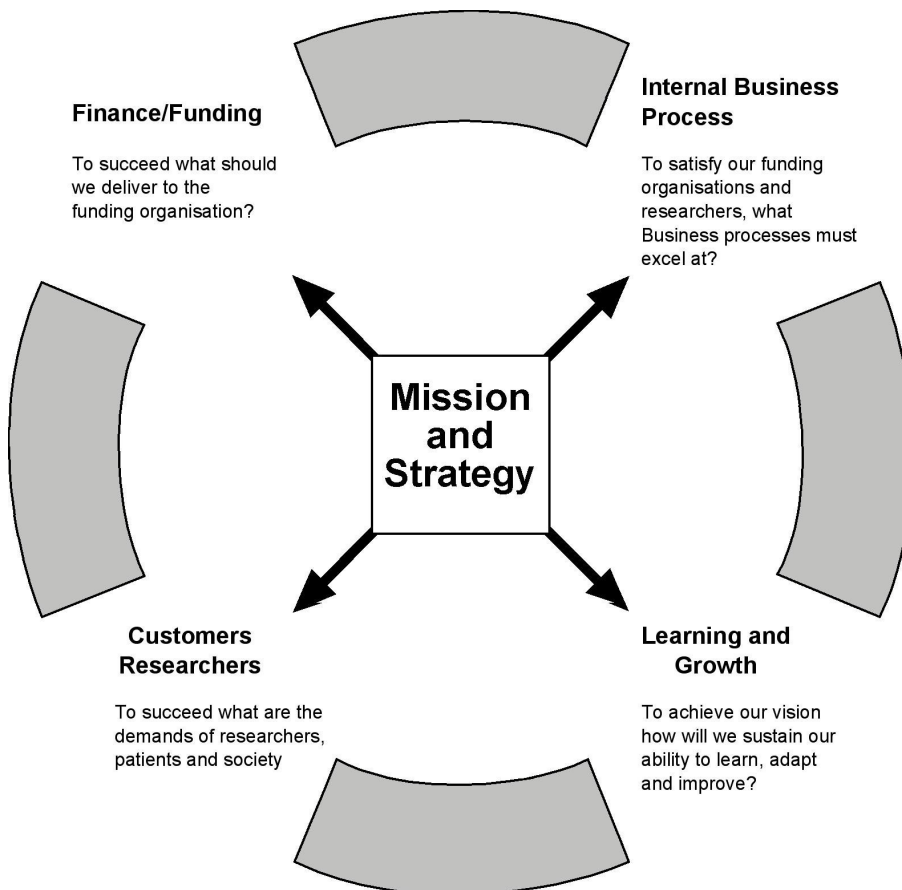 Finance/Funding
To succeed what should
we deliver to the
funding organisation?
Internal Business
Process
To satisfy our funding
organisations and
researchers, what
Business processes must
excel at?
Mission
and
Strategy
Customers
Researchers
To succeed what are the
demands of researchers,
patients and society
Learning and
Growth
To achieve our vision
how will we sustain our
ability to learn, adapt
and improve?